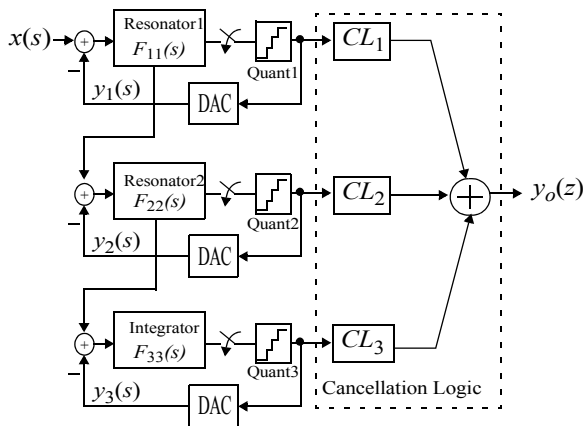 x(s)
+
−
Resonator1
F11(s)
Quant1
y1(s)
DAC
CL1
+
−
Resonator2
F22(s)
Quant2
y2(s)
DAC
CL2
+
yo(z)
+
−
Integrator
F33(s)
Quant3
y3(s)
DAC
CL3
Cancellation Logic